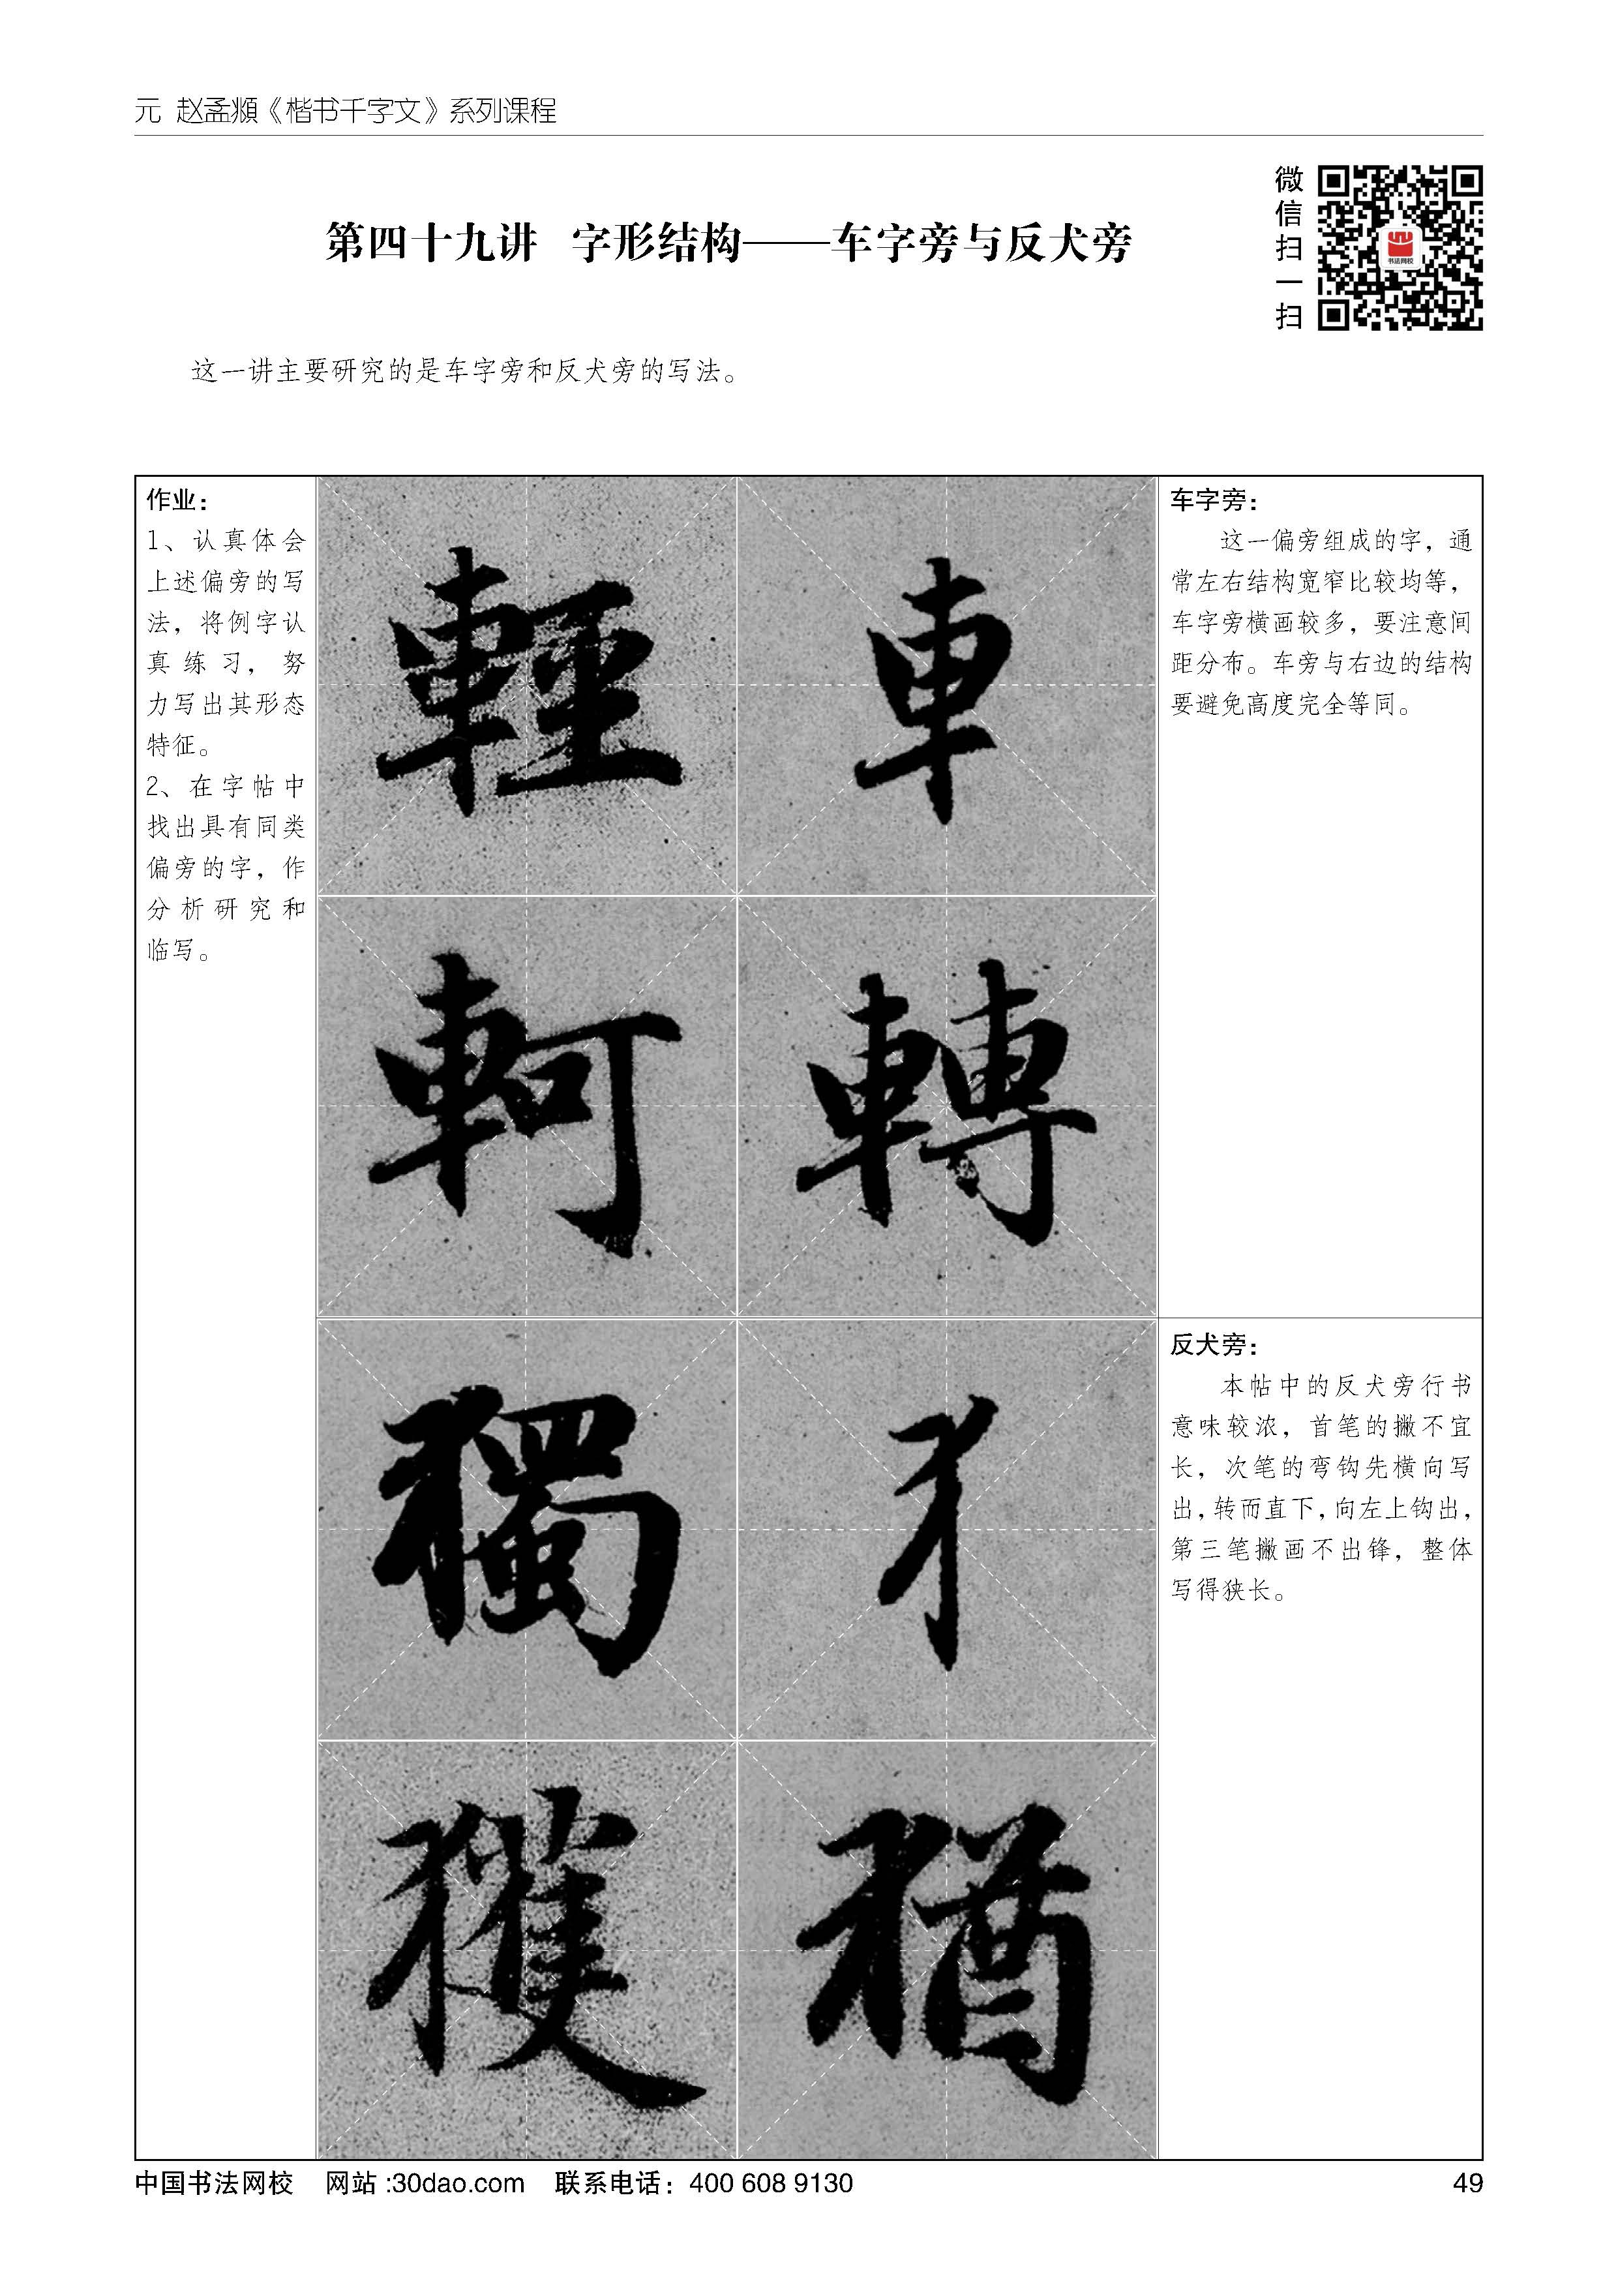 元 赵孟頫《楷书千字文》系列课程
微信扫一扫
书法网校
第四十九讲 字形结构——车字旁与反犬旁
这一讲主要研究的是车字旁和反犬旁的写法。
作业：
1、认真体会
上述偏旁的写
法，将例字认
真练习，努
力写出其形态
特征。
2、在字帖中
找出具有同类
偏旁的字，作
分析研究和
临写。
輕 車
軻 轉
獨 犭
獲 猶
车字旁：
这一偏旁组成的字，通
常左右结构宽窄比较均等，
车字旁横画较多，要注意间
距分布。车旁与右边的结构
要避免高度完全等同。
反犬旁：
本帖中的反犬旁行书
意味较浓，首笔的撇不宜
长，次笔的弯钩先横向写
出，转而直下，向左上钩出，
第三笔撇画不出锋，整体
写得狭长。
中国书法网校 网站:30dao.com 联系电话：400 608 9130
49